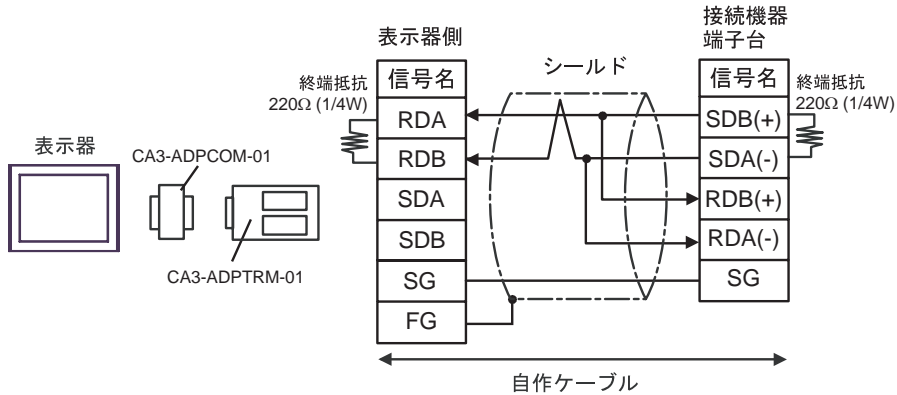 表示器
CA3-ADPCOM-01
CA3-ADPTRM-01
表示器側
終端抵抗
220Ω (1/4W)
信号名
RDA
RDB
SDA
SDB
SG
FG
シールド
接続機器
端子台
信号名
SDB(+)
SDA(-)
RDB(+)
RDA(-)
SG
終端抵抗
220Ω (1/4W)
自作ケーブル